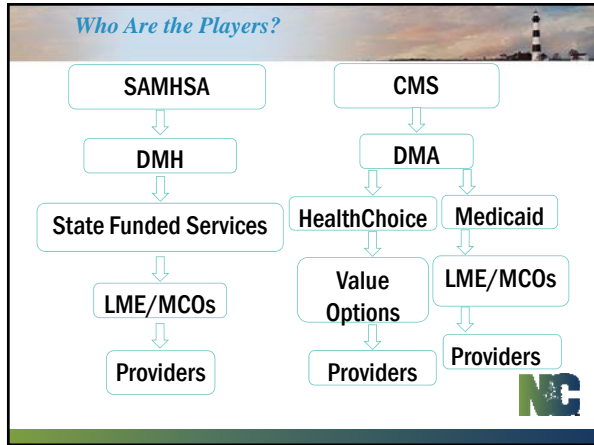 Who Are the Players?
SAMHSA
DMH
State Funded Services
LME/MCOs
Providers
CMS
DMA
HealthChoice
Value
Options
Providers
Medicaid
LME/MCOs
Providers
NC